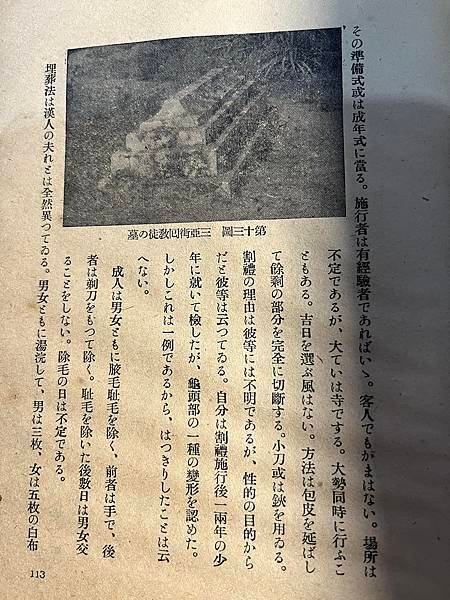 その準備式或は成年式に當る。施行者は有經驗者であればいゝ。客人でもかまはない。場所は
不定であるが、大ていは寺でする。大勢同時に行ふこ
ともある。吉日を選ぶ風はない。方法は包皮を延ばし
て餘剩の部分を完全に切斷する。小刀或は鋏を用ゐる。
割禮の理由は彼等には不明であるが、性的の目的から
だと彼等は云つてゐる。自分は割禮施行後一兩年の少
年に就いて檢したが、龜頭部の一種の變形を認めた。
しかしこれは一例であるから、はつきりしたことは云
へない。
成人は男女ともに腋毛耻毛を除く、前者は手で、後
者は剃刀をもつて除く。耻毛を除いた後數日は男女交
ることをしない。除毛の日は不定である。
埋葬法は漢人の夫れとは全然異つてゐる。男女ともに湯浣して、男は三枚、女は五枚の白布
第十三圖 三亞街回敎徒の墓
113